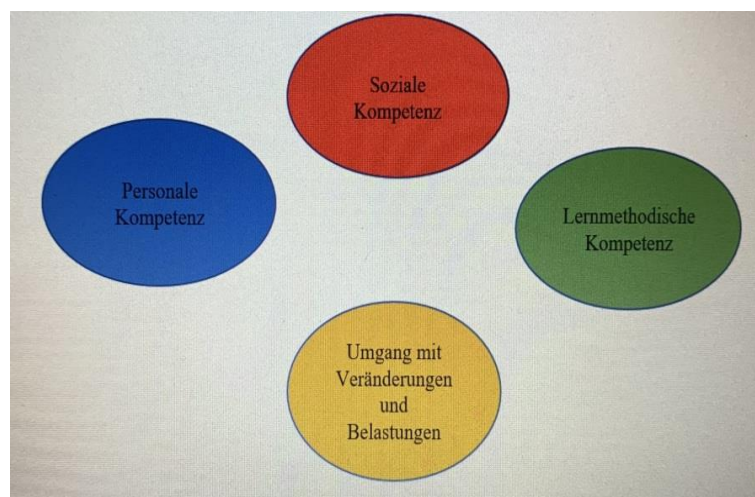 Soziale
Kompetenz
Personale
Kompetenz
Lernmethodische
Kompetenz
Umgang mit
Veränderungen
und
Belastungen